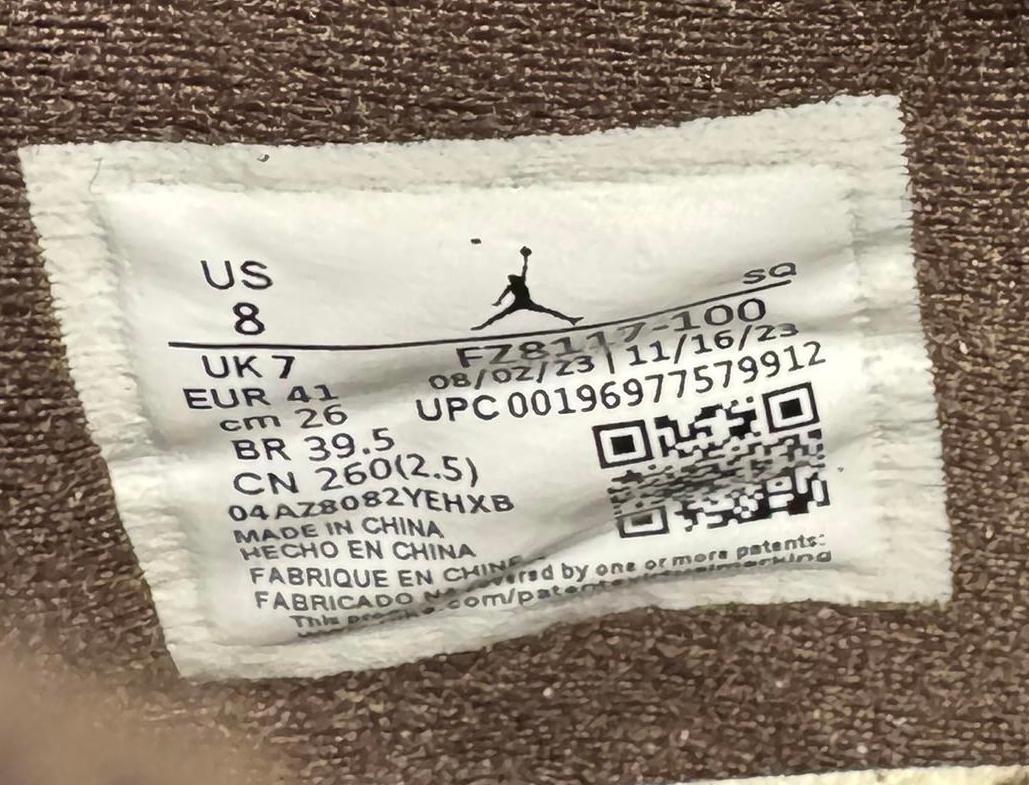 US
8
SQ
UK 7
FZ8117-100
EUR 41
08/02/23 | 11/16/23
cm 26
UPC 00196977579912
BR 39.5
CN 260(2.5)
04AZ8082YEHXB
MADE IN CHINA
HECHO EN CHINA
FABRIQUE EN CHINE
FABRICADO
This by one or more patents: